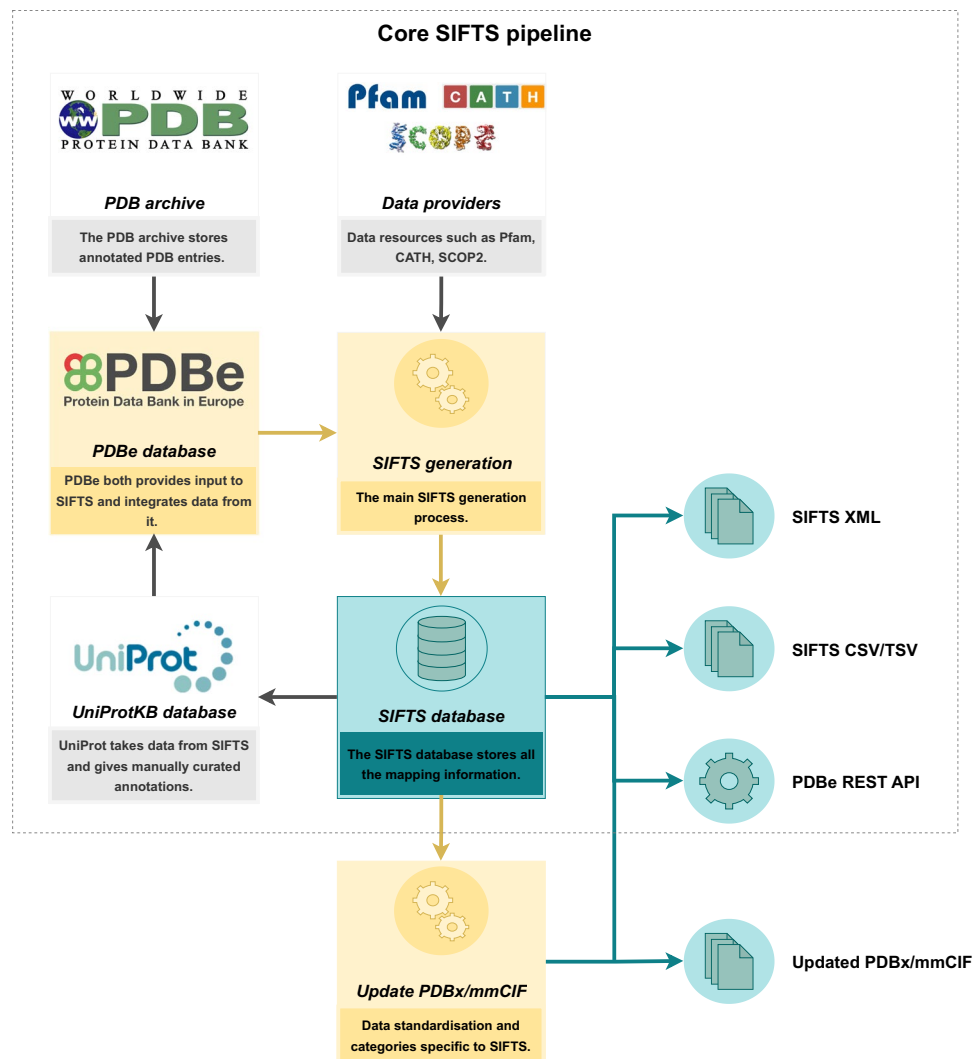 Core SIFTS pipeline
WORLDWIDE
ww PDB
PROTEIN DATA BANK
PDB archive
The PDB archive stores
annotated PDB entries.
Pfam CATH
SCOP2
Data providers
Data resources such as Pfam,
CATH, SCOP2.
PDBe
Protein Data Bank in Europe
PDBe database
PDBe both provides input to
SIFTS and integrates data from
it.
SIFTS generation
The main SIFTS generation
process.
UniProt
UniProtKB database
UniProt takes data from SIFTS
and gives manually curated
annotations.
SIFTS database
The SIFTS database stores all
the mapping information.
SIFTS XML
SIFTS CSV/TSV
PDBe REST API
Update PDBx/mmCIF
Data standardisation and
categories specific to SIFTS.
Updated PDBx/mmCIF